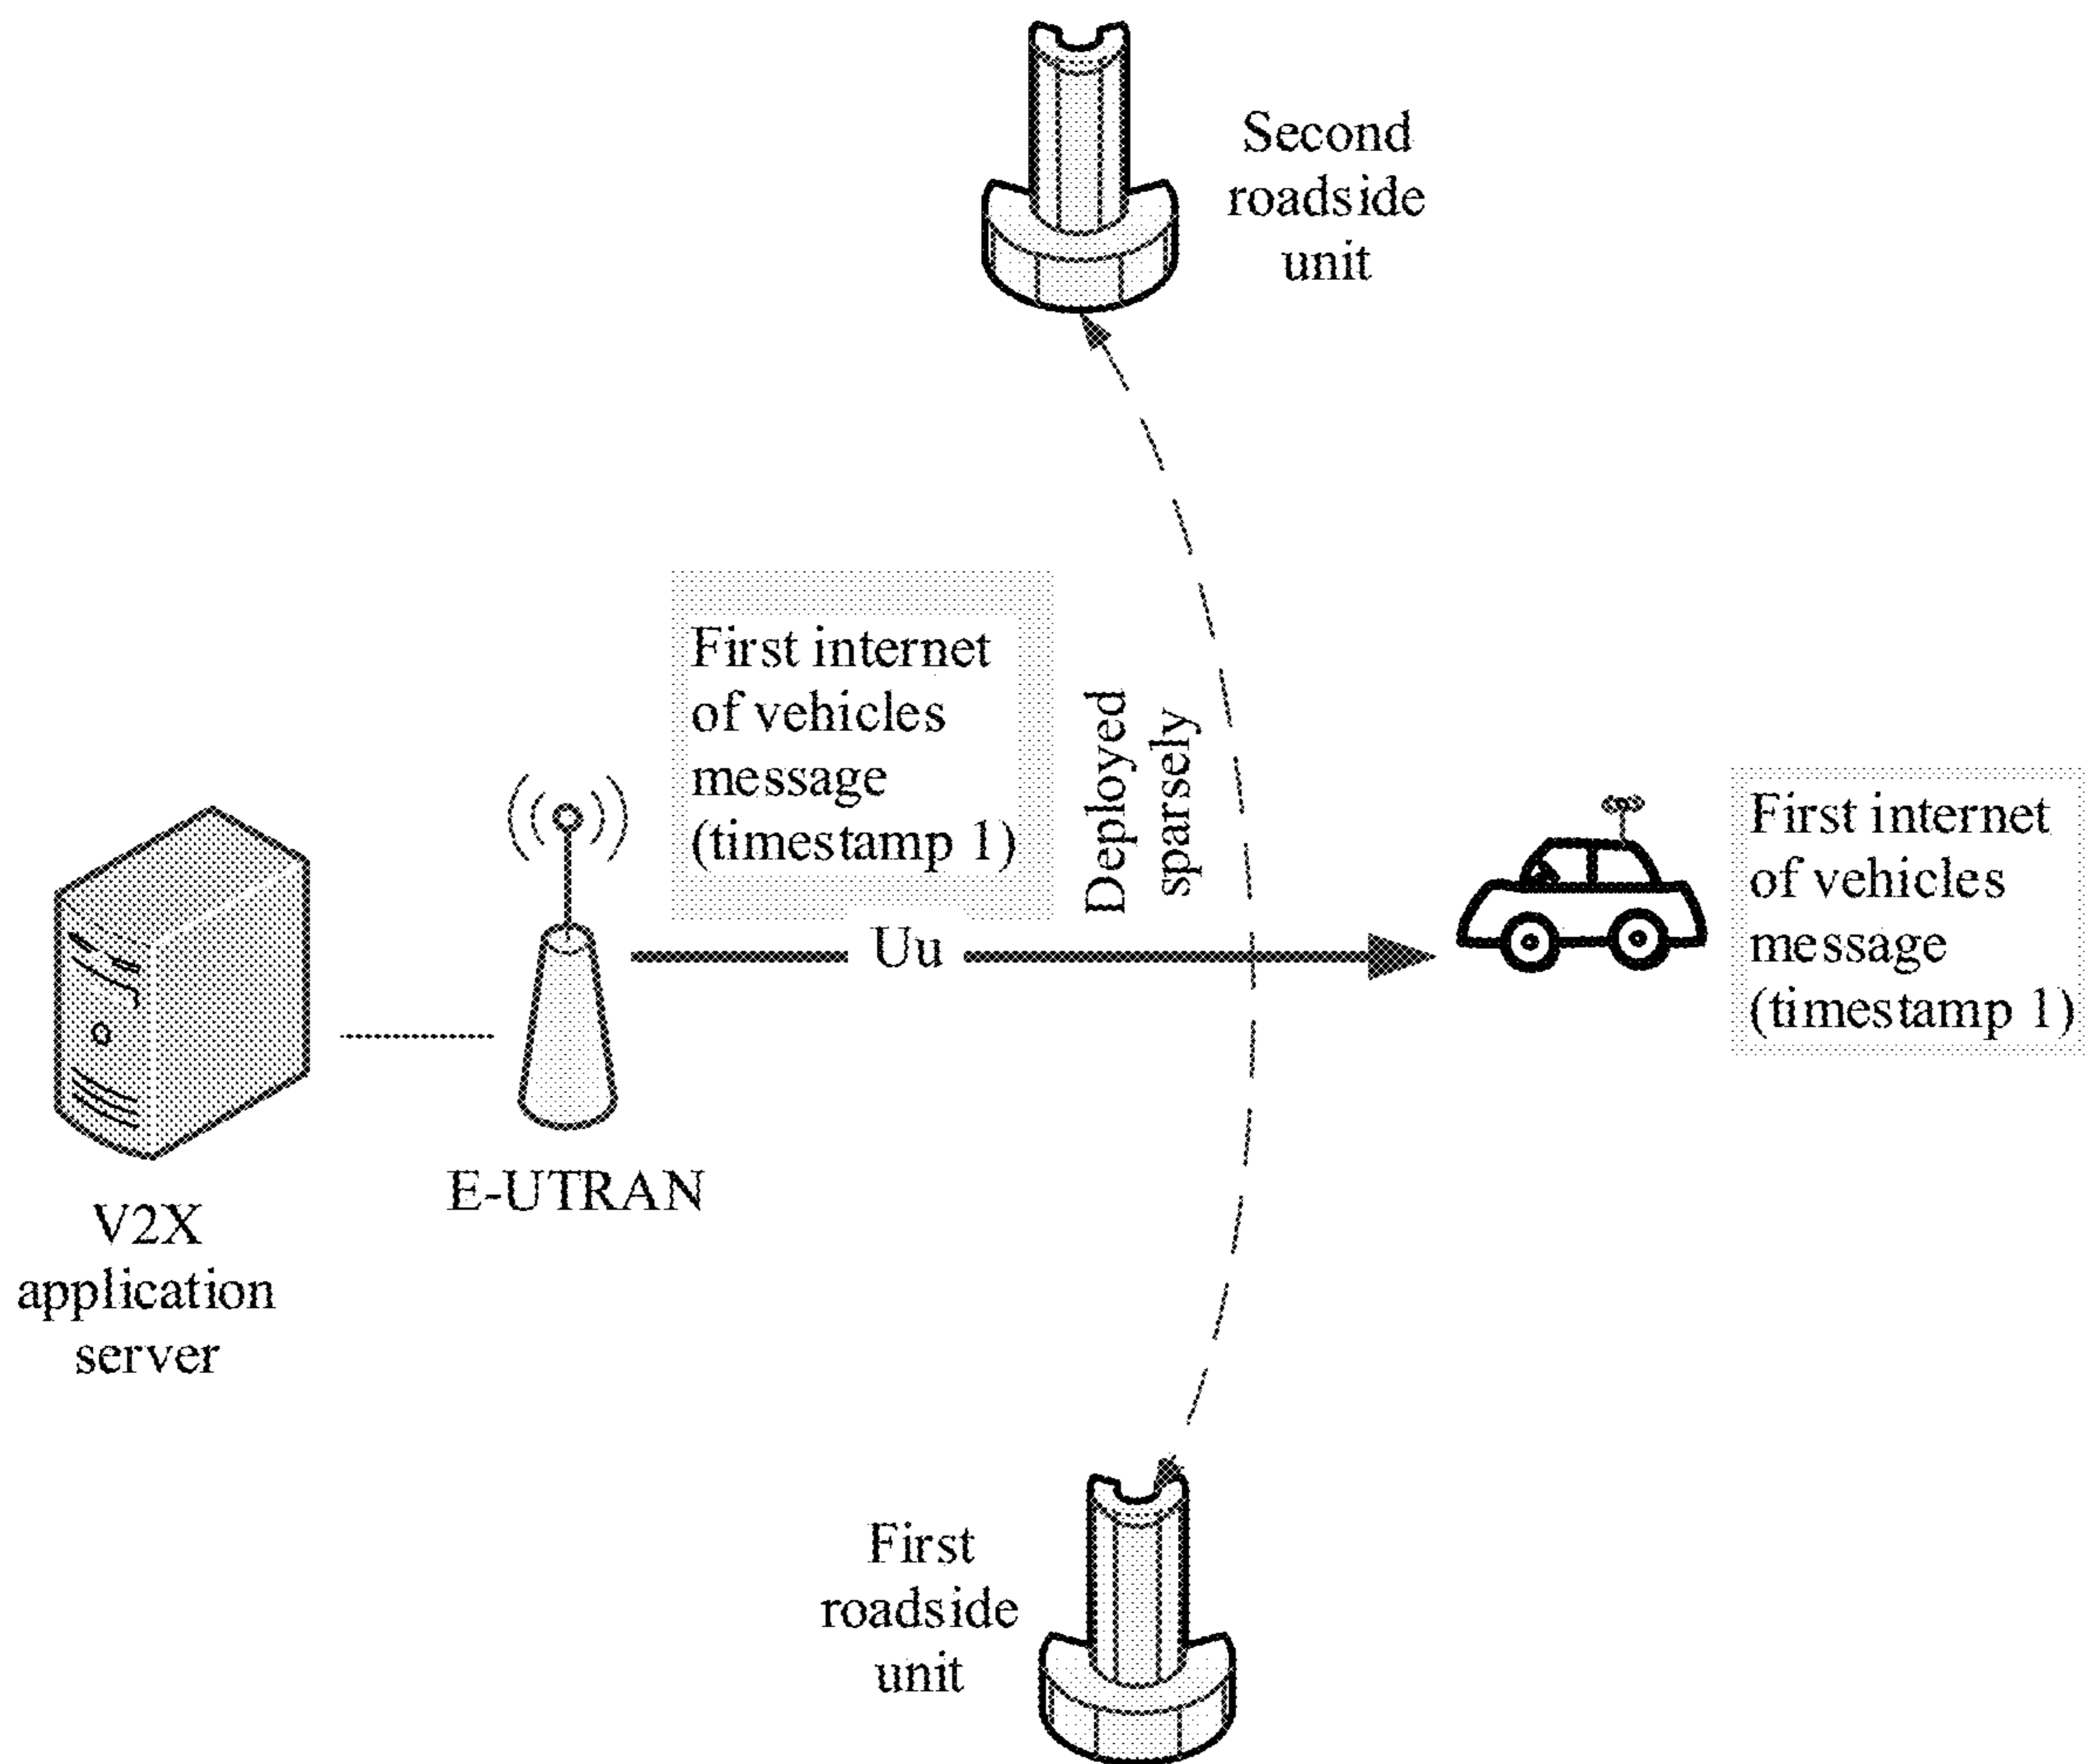 Second
roadside
unit
First internet
of vehicles
message
(timestamp 1)
Deployed
sparsely
Uu
First internet
of vehicles
message
(timestamp 1)
E-UTRAN
V2X
application
server
First
roadside
unit